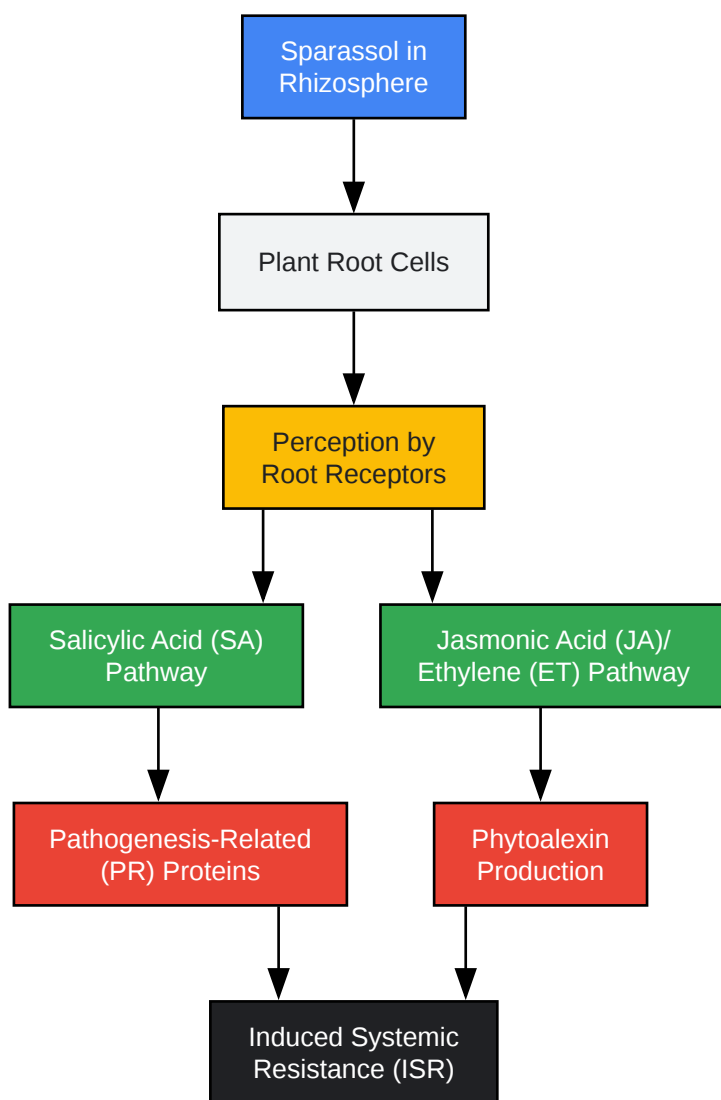 Sparassol in
Rhizosphere
Plant Root Cells
Perception by
Root Receptors
Salicylic Acid (SA)
Pathway
Jasmonic Acid (JA)/
Ethylene (ET) Pathway
Pathogenesis-Related
(PR) Proteins
Phytoalexin
Production
Induced Systemic
Resistance (ISR)